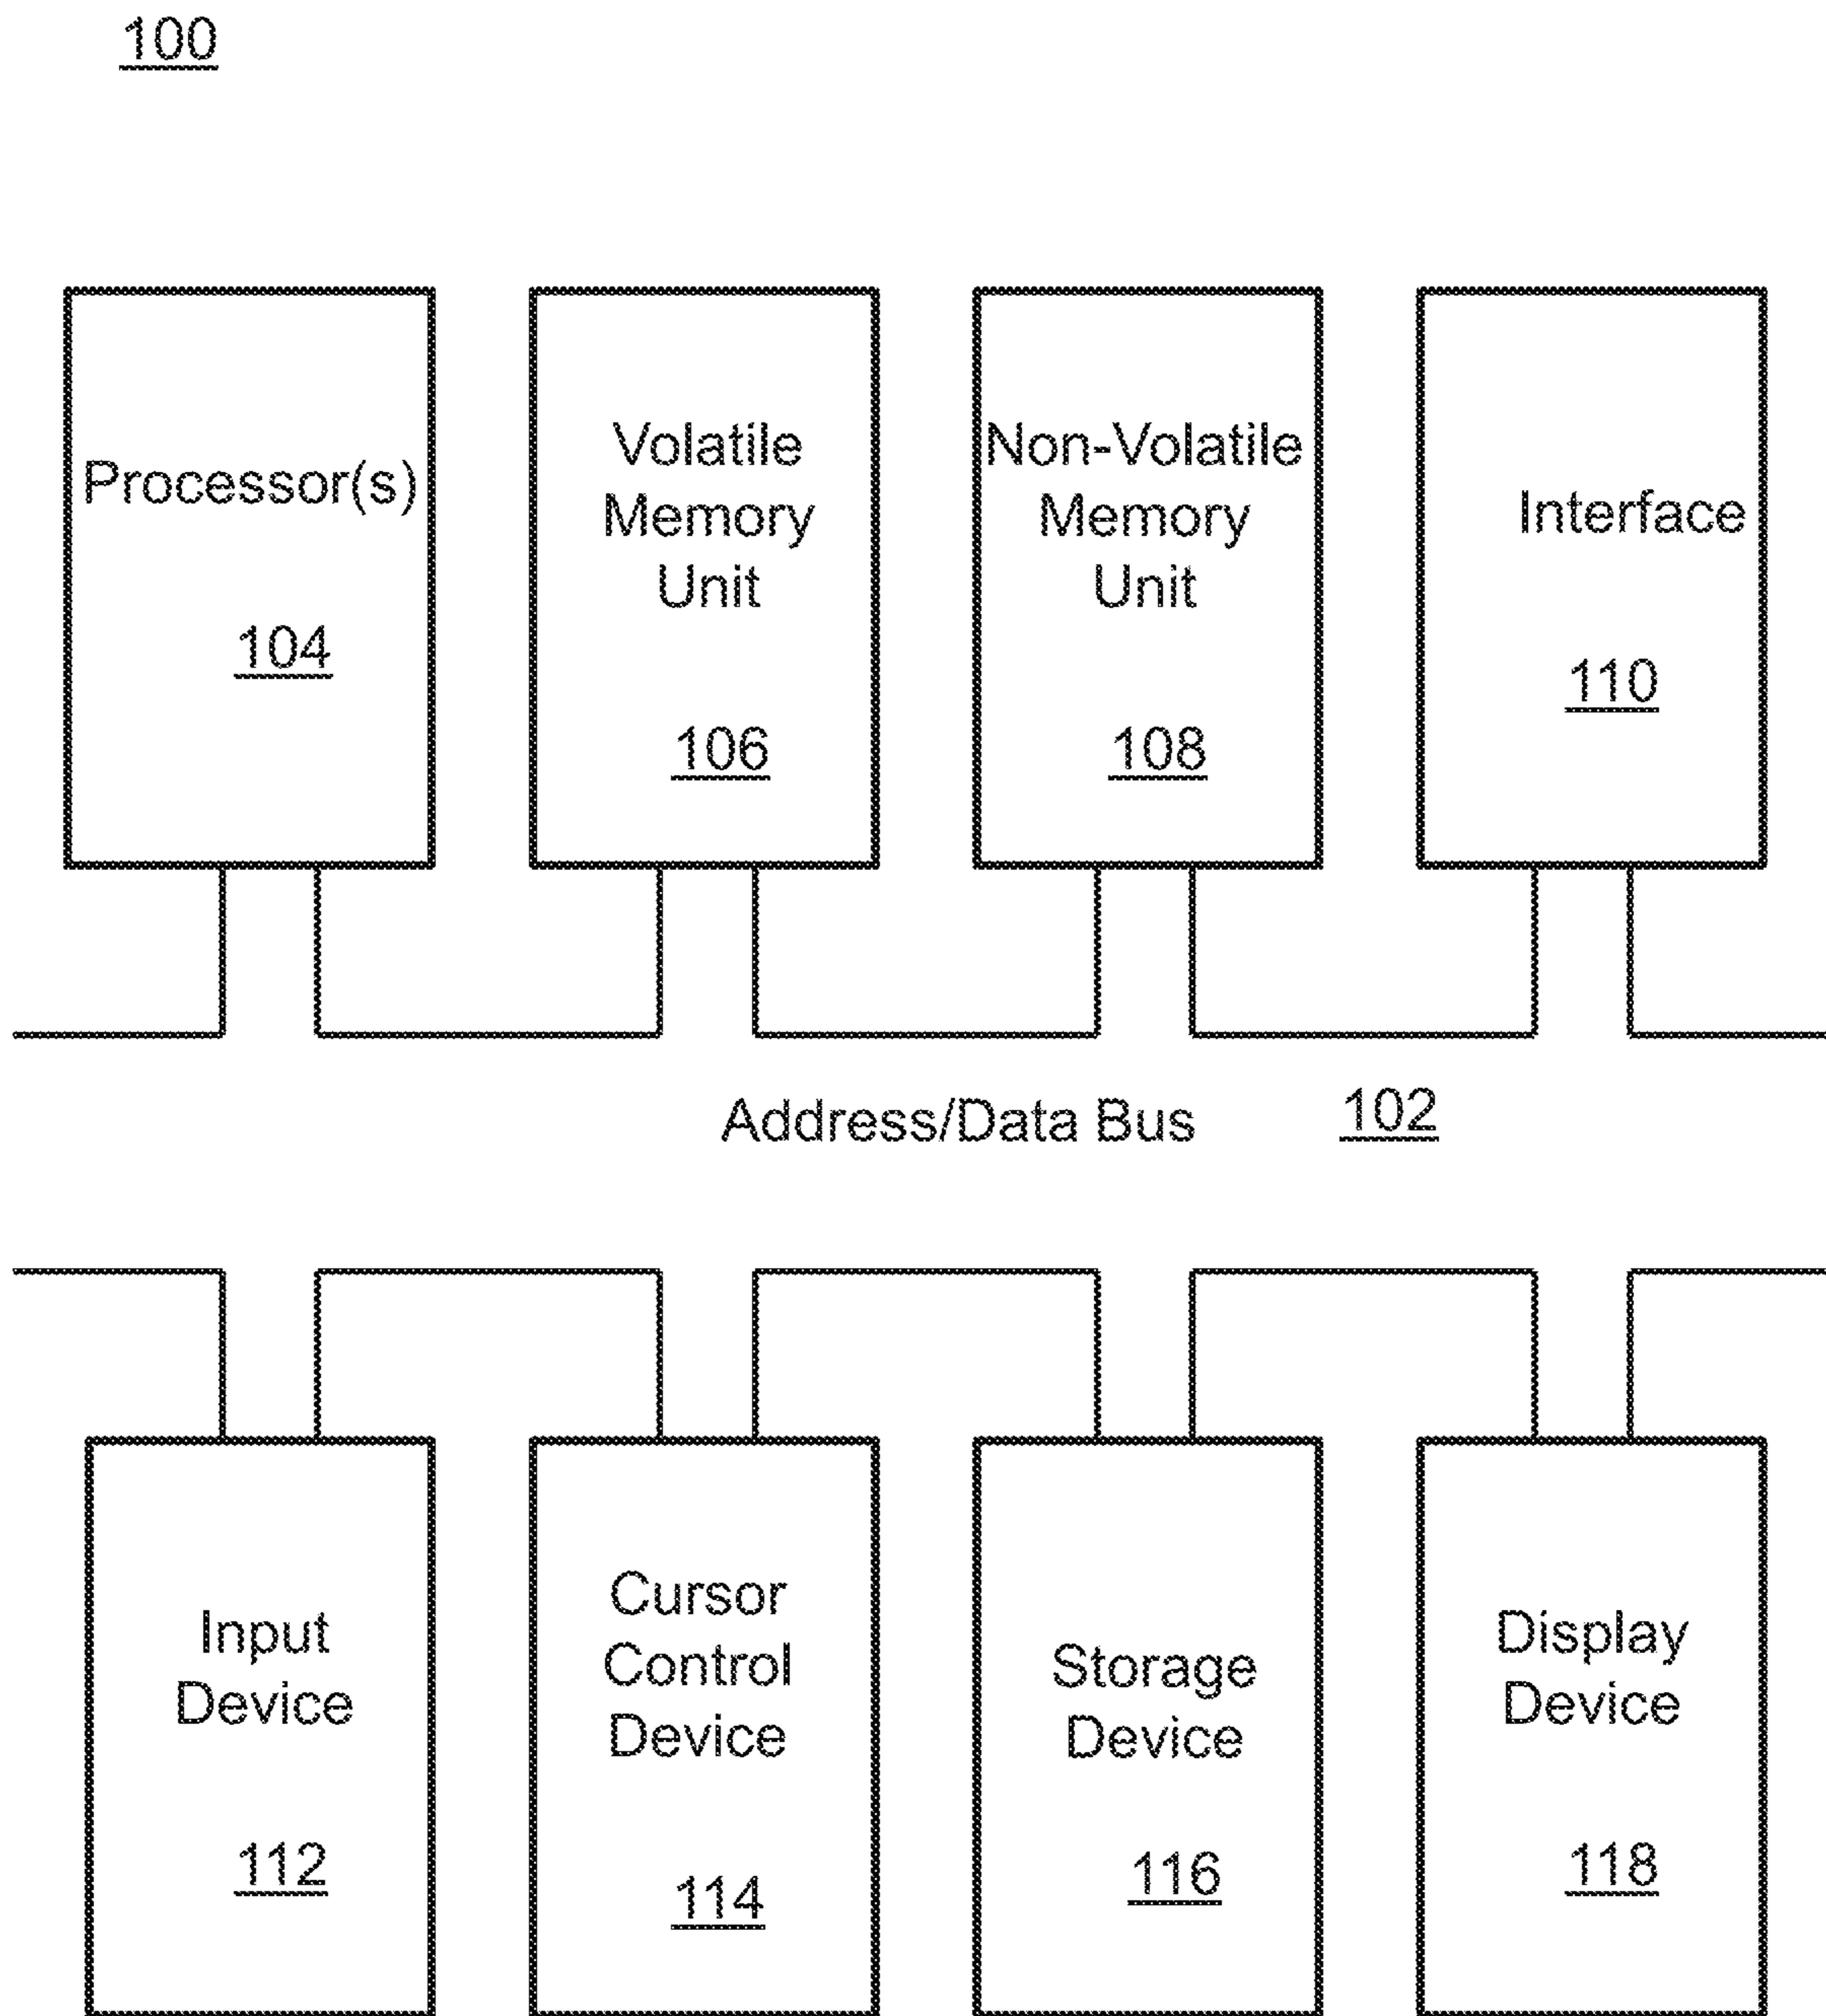 100
Processor(s)
104
Volatile
Memory
Unit
106
Non-Volatile
Memory
Unit
108
Interface
110
Address/Data Bus 102
Input
Device
112
Cursor
Control
Device
114
Storage
Device
116
Display
Device
118